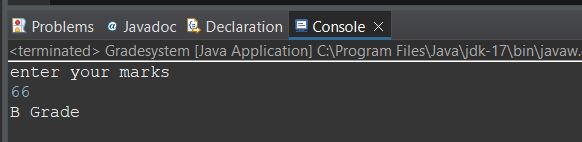 Problems @ Javadoc Declaration Console
<terminated> Gradesystem [Java Application] C:\Program Files\Java\jdk-17\bin\javaw.
enter your marks
66
B Grade